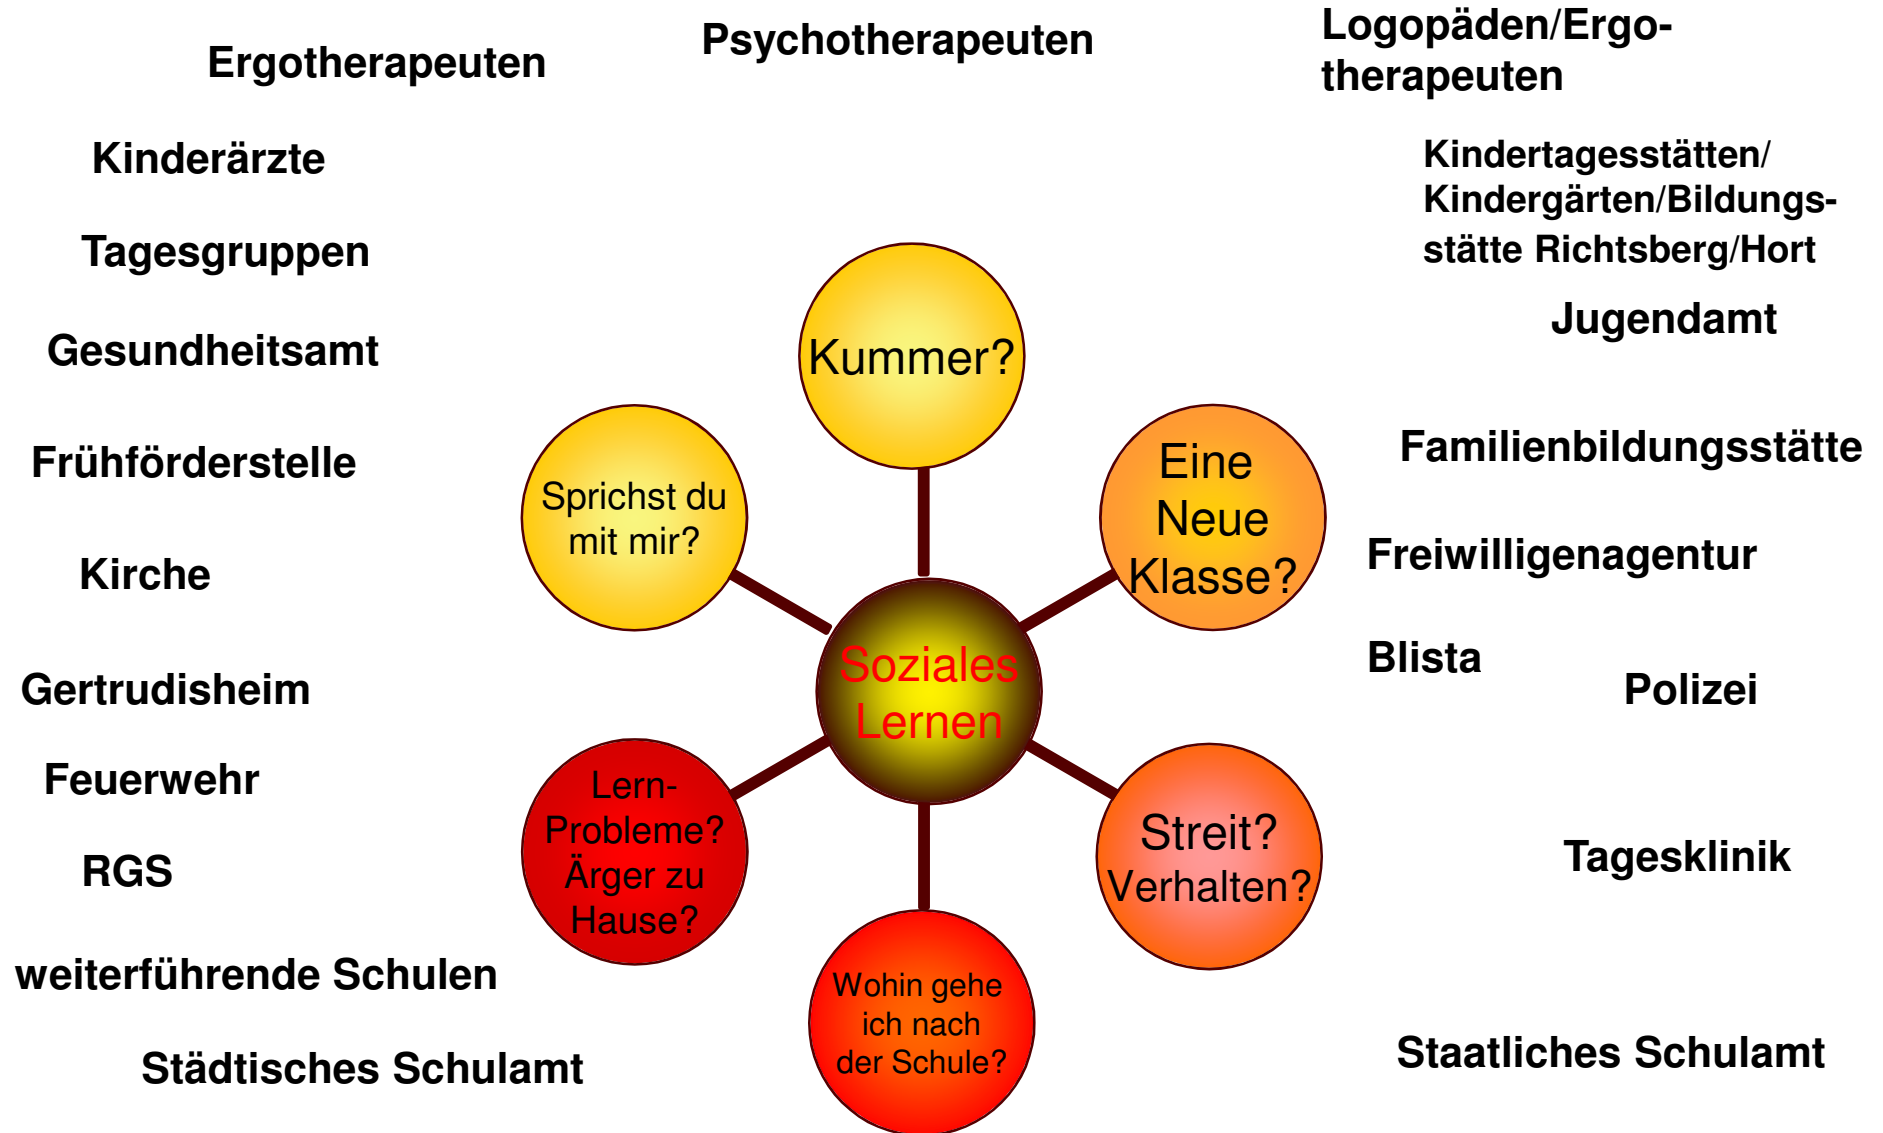 Ergotherapeuten
Psychotherapeuten
Logopäden/Ergo-
therapeuten
Kinderärzte
Kindertagesstätten/
Kindergärten/Bildungs-
stätte Richtsberg/Hort
Tagesgruppen
Jugendamt
Gesundheitsamt
Kummer?
Familienbildungsstätte
Frühförderstelle
Sprichst du
mit mir?
Eine
Neue
Klasse?
Freiwilligenagentur
Kirche
Soziales
Lernen
Blista
Polizei
Gertrudisheim
Feuerwehr
Lern-
Probleme?
Ärger zu
Hause?
Streit?
Verhalten?
Tagesklinik
RGS
weiterführende Schulen
Wohin gehe
ich nach
der Schule?
Städtisches Schulamt
Staatliches Schulamt